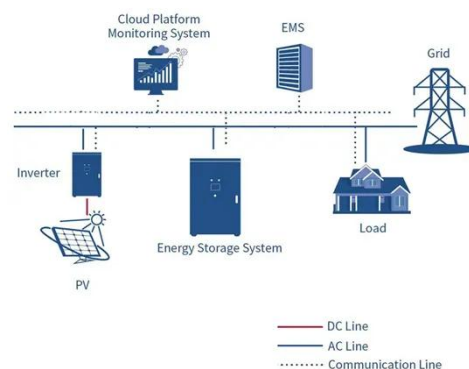 Cloud Platform
Monitoring System
EMS
Grid
Inverter
Energy Storage System
Load
PV
DC Line
AC Line
Communication Line